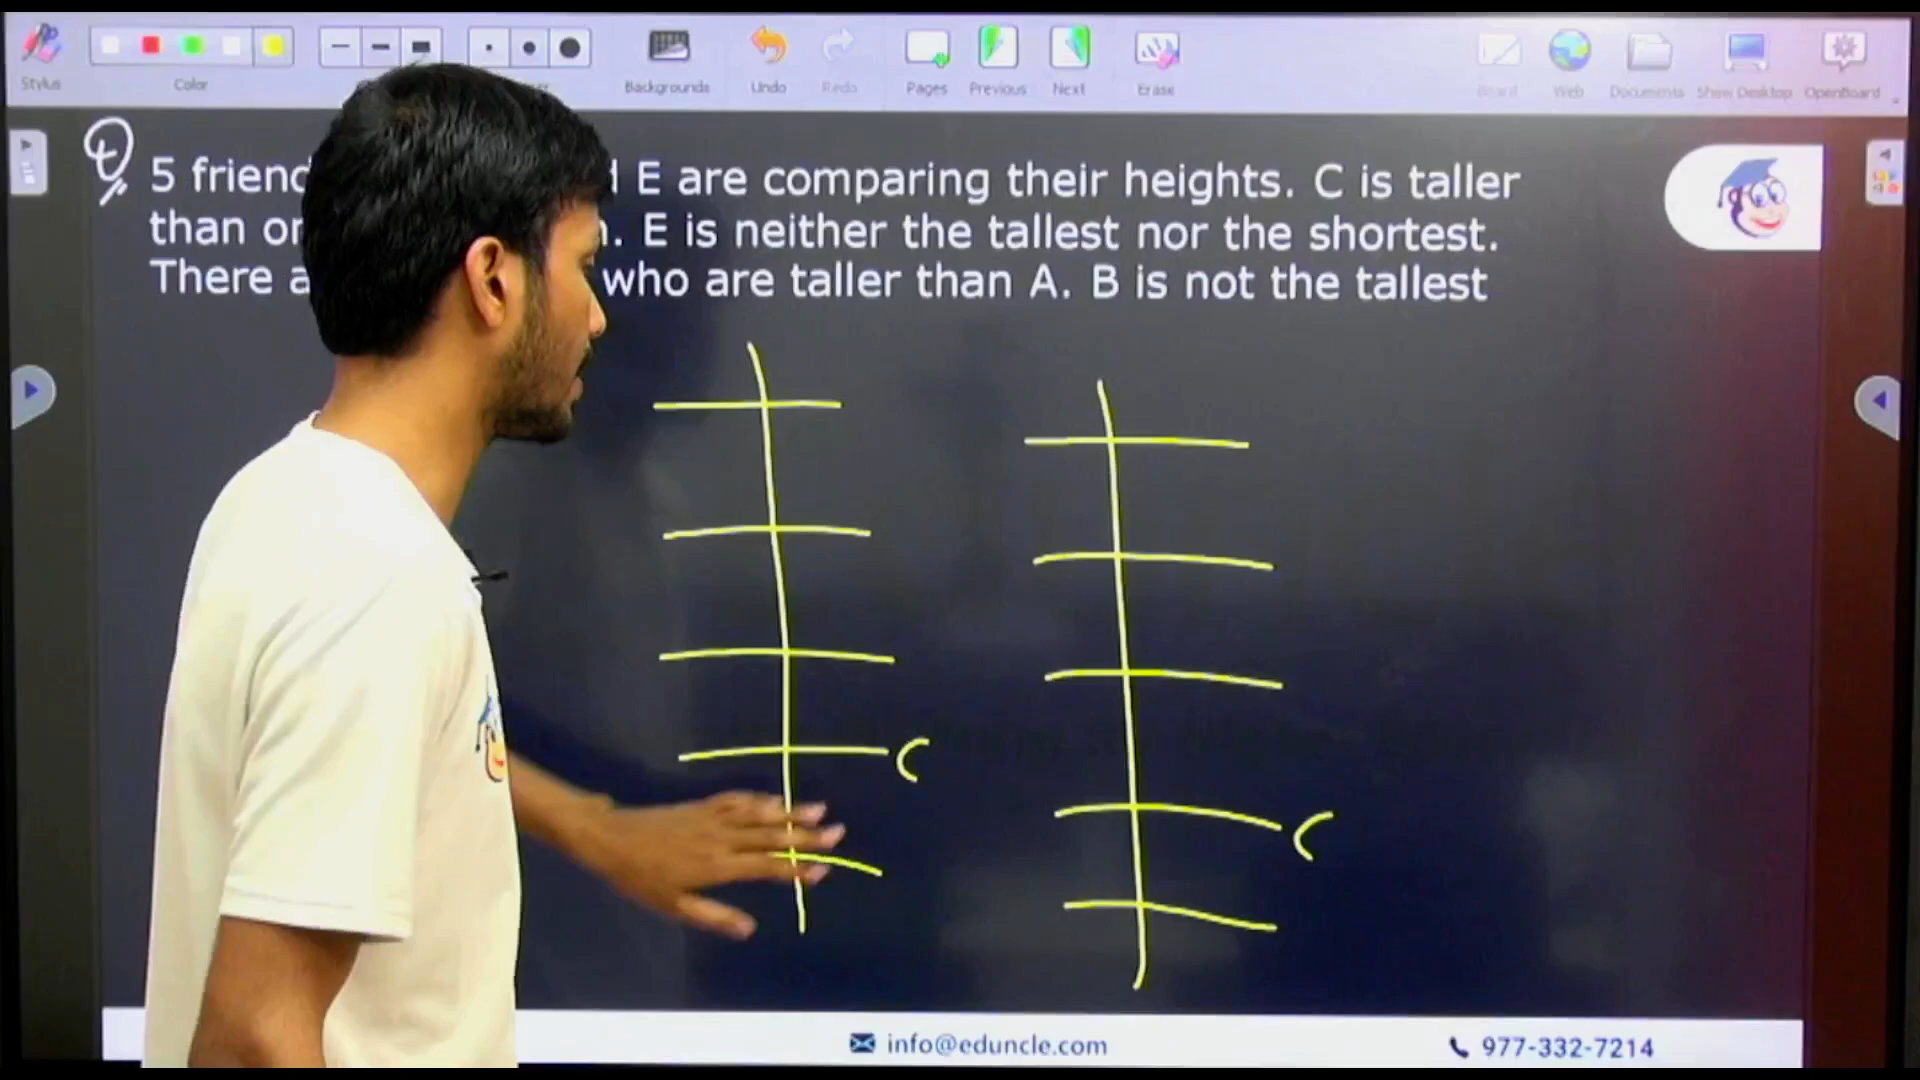 Stylus
Color
Backgrounds
Undo
Redo
Pages
Previous
Next
Erase
Board
Web
Documents
Show Desktop
OpenBoard
Q
5 E are comparing their heights. C is taller
than E is neither the tallest nor the shortest.
There who are taller than A. B is not the tallest
C
C
info@eduncle.com
977-332-7214